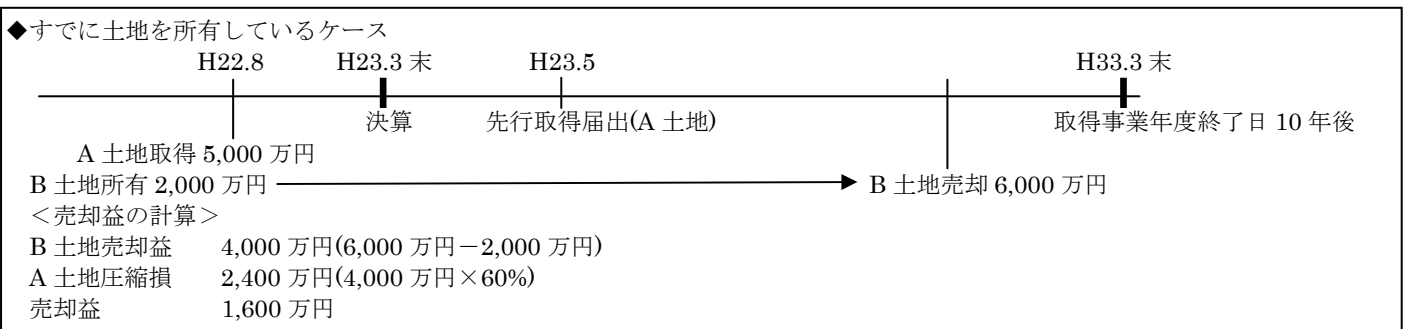 ◆すでに土地を所有しているケース
H22.8 H23.3 末 H23.5 H33.3 末
決算 先行取得届出(A 土地) 取得事業年度終了日 10 年後
A 土地取得 5,000 万円
B 土地所有 2,000 万円 B 土地売却 6,000 万円
＜売却益の計算＞
B 土地売却益 4,000 万円(6,000 万円－2,000 万円)
A 土地圧縮損 2,400 万円(4,000 万円×60%)
売却益 1,600 万円